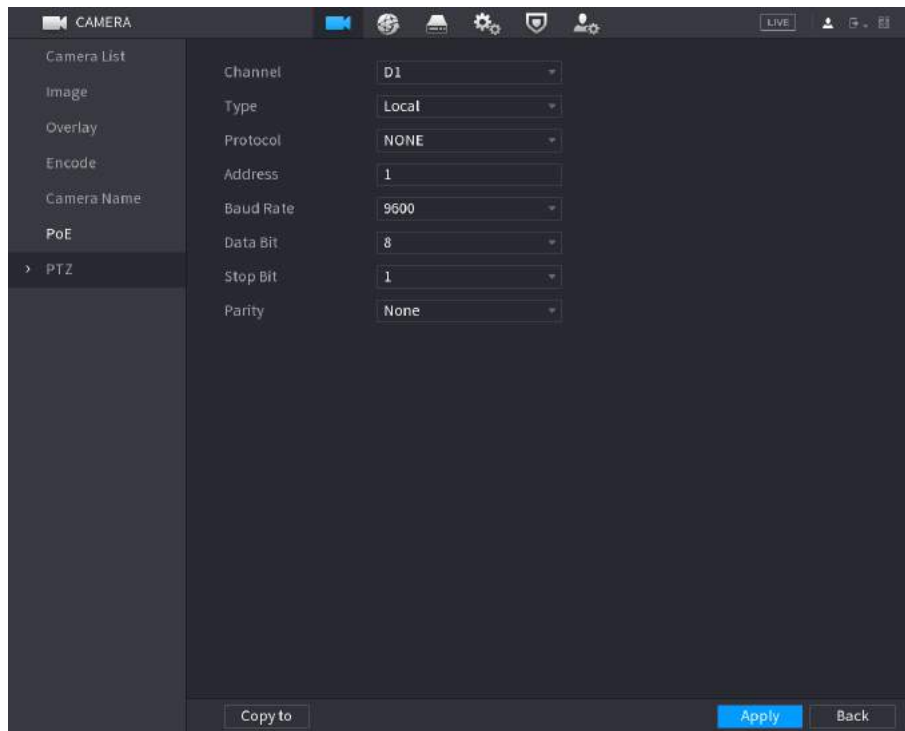 CAMERA
LIVE
Camera List
Image
Overlay
Encode
Camera Name
PoE
> PTZ
Channel D1
Type Local
Protocol NONE
Address 1
Baud Rate 9600
Data Bit 8
Stop Bit 1
Parity None
Copy to
Apply
Back